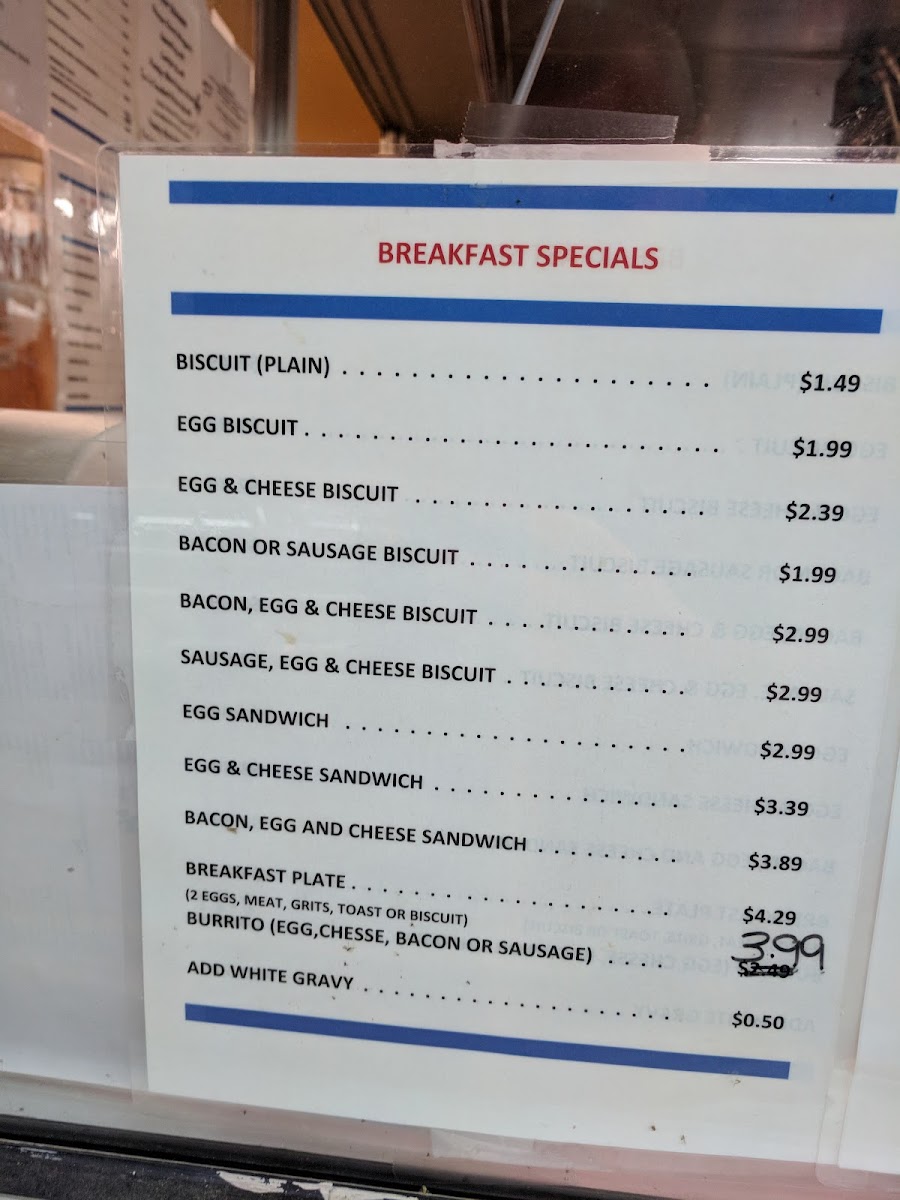 BREAKFAST SPECIALS
BISCUIT (PLAIN) . . . . . . . . . . . . . . . . . . . . . . $1.49
EGG BISCUIT . . . . . . . . . . . . . . . . . . . . . . . . $1.99
EGG & CHEESE BISCUIT . . . . . . . . . . . . . . . . . $2.39
BACON OR SAUSAGE BISCUIT . . . . . . . . . . . . . $1.99
BACON, EGG & CHEESE BISCUIT . . . . . . . . . . . $2.99
SAUSAGE, EGG & CHEESE BISCUIT . . . . . . . . . . $2.99
EGG SANDWICH . . . . . . . . . . . . . . . . . . . . . $2.99
EGG & CHEESE SANDWICH . . . . . . . . . . . . . . . $3.39
BACON, EGG AND CHEESE SANDWICH . . . . . . . . . $3.89
BREAKFAST PLATE . . . . . . . . . . . . . . . . . . . . $4.29
(2 EGGS, MEAT, GRITS, TOAST OR BISCUIT)
BURRITO (EGG,CHESSE, BACON OR SAUSAGE) . . . . $2.49 3.99
ADD WHITE GRAVY . . . . . . . . . . . . . . . . . . . $0.50